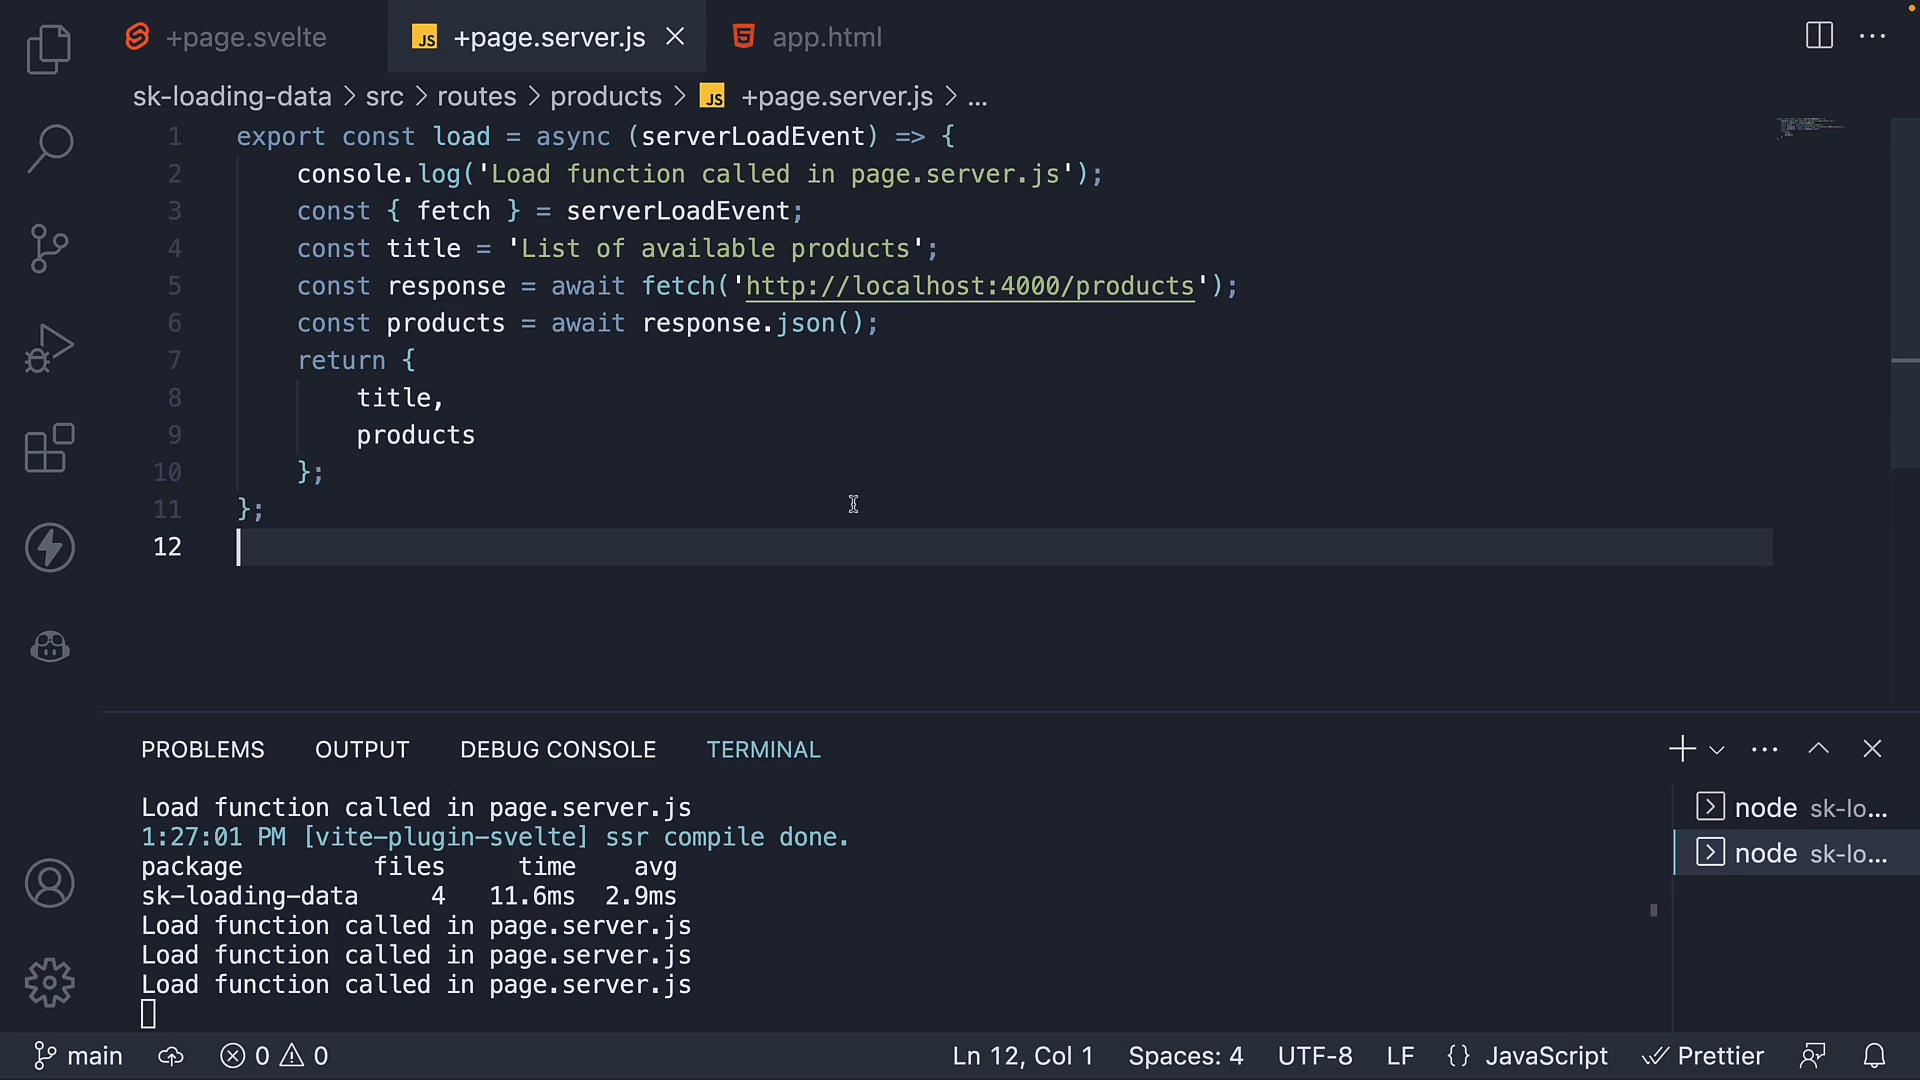 +page.svelte
JS +page.server.js
app.html
sk-loading-data > src > routes > products > JS +page.server.js > ...
1 export const load = async (serverLoadEvent) => {
2 console.log('Load function called in page.server.js');
3 const { fetch } = serverLoadEvent;
4 const title = 'List of available products';
5 const response = await fetch('http://localhost:4000/products');
6 const products = await response.json();
7 return {
8 title,
9 products
10 };
11 };
12
PROBLEMS OUTPUT DEBUG CONSOLE TERMINAL
Load function called in page.server.js
1:27:01 PM [vite-plugin-svelte] ssr compile done.
package files time avg
sk-loading-data 4 11.6ms 2.9ms
Load function called in page.server.js
Load function called in page.server.js
Load function called in page.server.js
node sk-lo...
node sk-lo...
main 0 0 Ln 12, Col 1 Spaces: 4 UTF-8 LF {} JavaScript Prettier